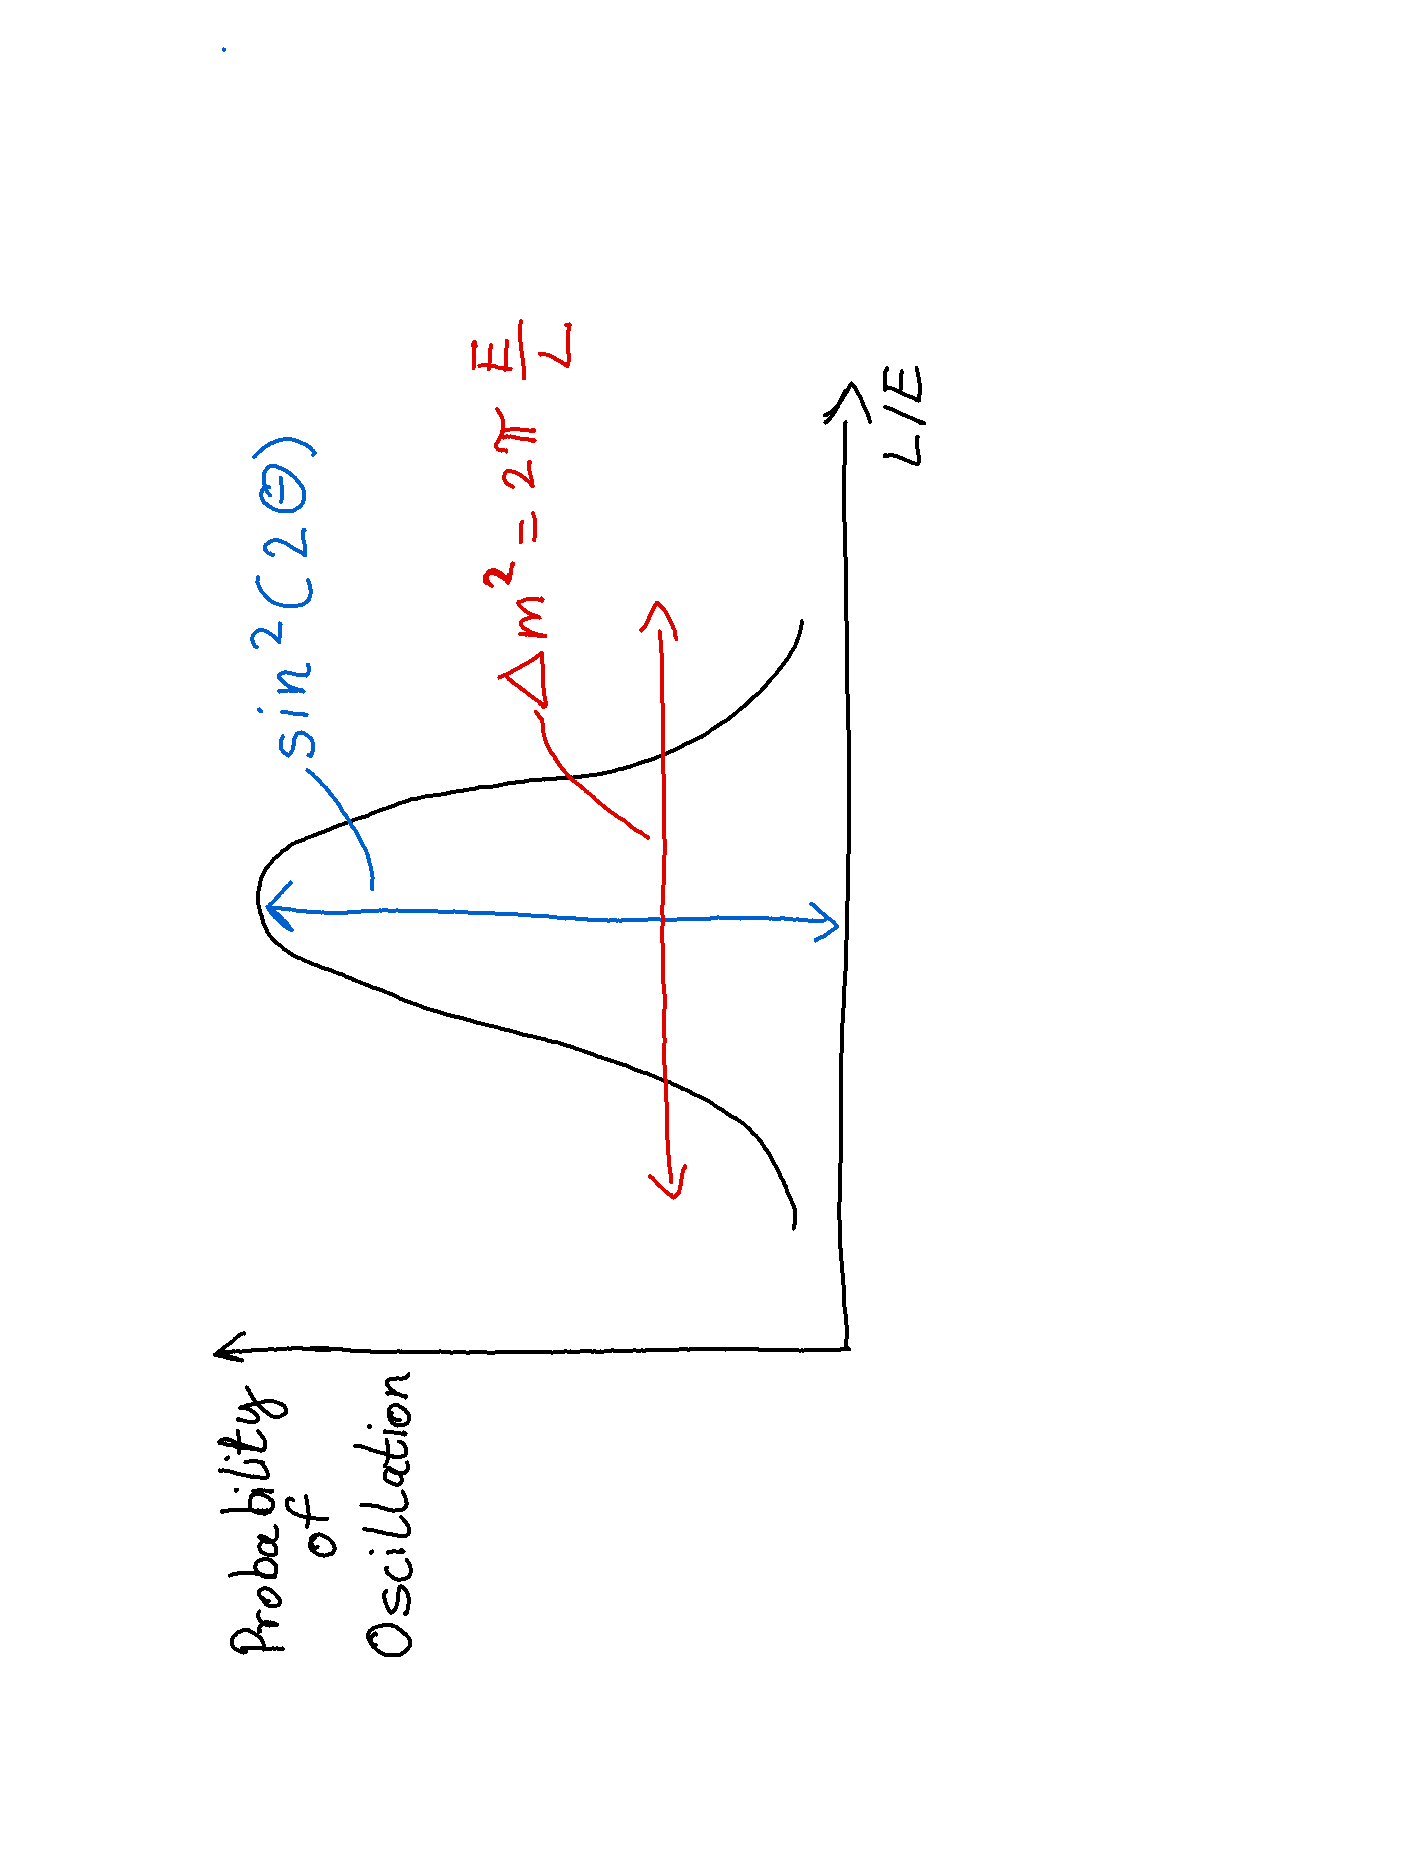 Probability
of
Oscillation
sin²(2Θ)
Δm² = 2π E/L
L/E